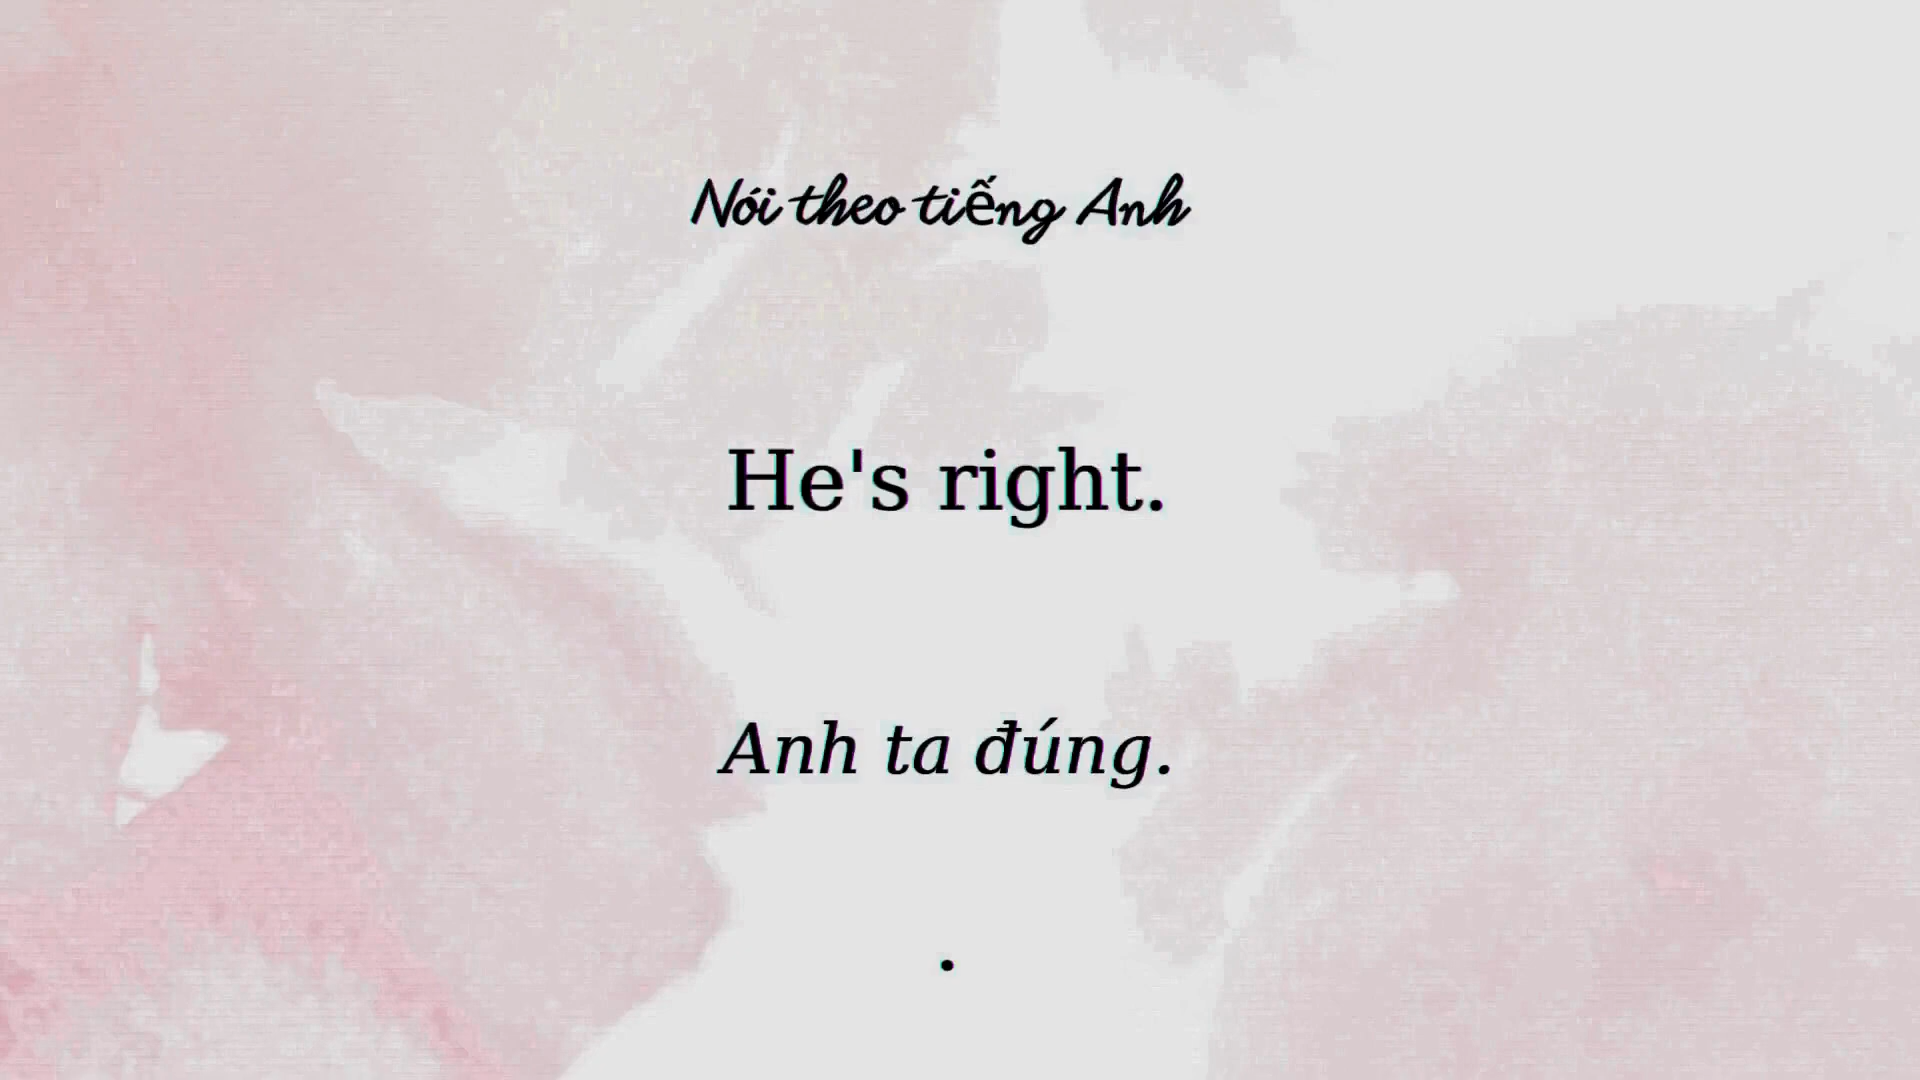 Nói theo tiếng Anh
He's right.
Anh ta đúng.
.